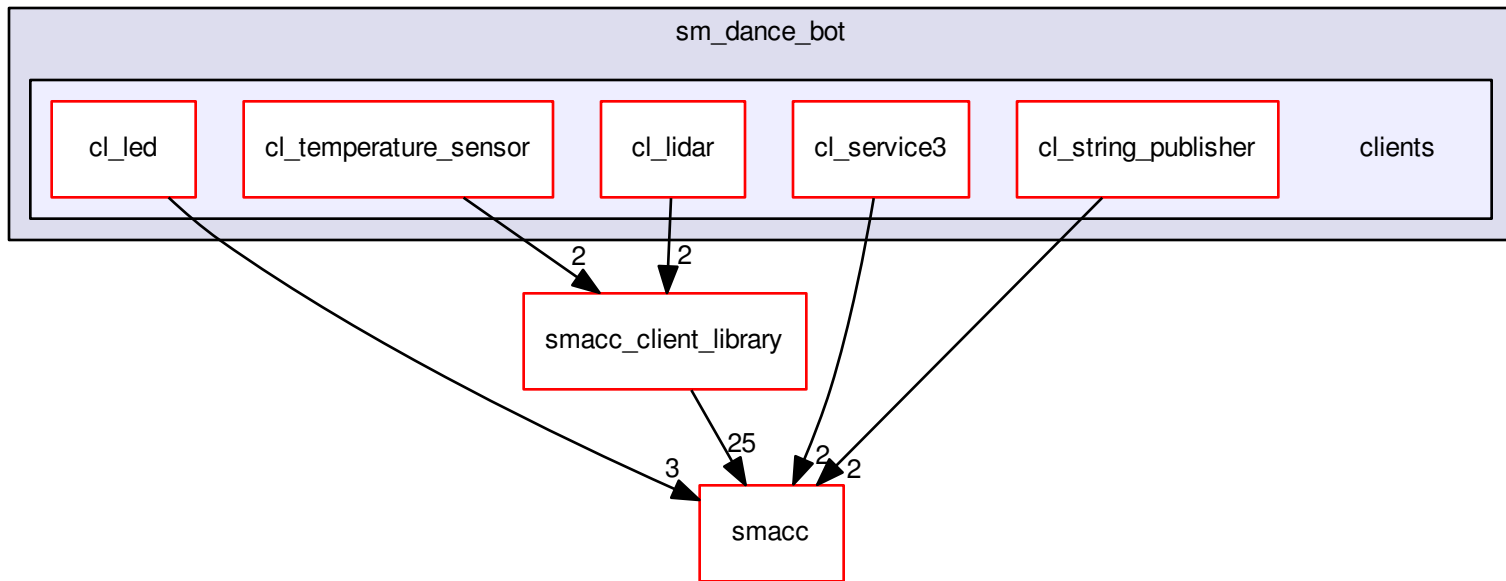 sm_dance_bot
cl_led
cl_temperature_sensor
cl_lidar
cl_service3
cl_string_publisher
clients
2
2
smacc_client_library
25
3
2
2
smacc